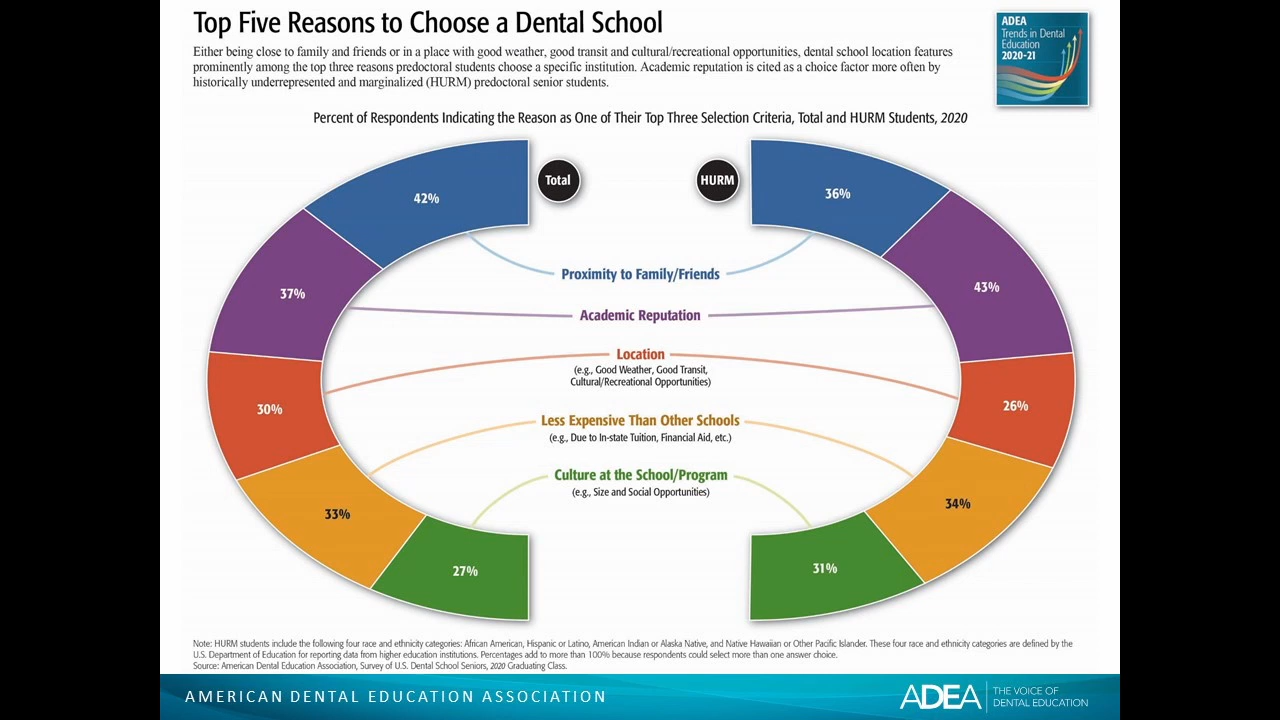 Top Five Reasons to Choose a Dental School
Either being close to family and friends or in a place with good weather, good transit and cultural/recreational opportunities, dental school location features
prominently among the top three reasons predoctoral students choose a specific institution. Academic reputation is cited as a choice factor more often by
historically underrepresented and marginalized (HURM) predoctoral senior students.
ADEA
Trends in Dental
Education
2020-21
Percent of Respondents Indicating the Reason as One of Their Top Three Selection Criteria, Total and HURM Students, 2020
Total
HURM
42%
36%
Proximity to Family/Friends
37%
43%
Academic Reputation
Location
(e.g., Good Weather, Good Transit,
Cultural/Recreational Opportunities)
30%
26%
Less Expensive Than Other Schools
(e.g., Due to In-state Tuition, Financial Aid, etc.)
Culture at the School/Program
(e.g., Size and Social Opportunities)
33%
34%
27%
31%
Note: HURM students include the following four race and ethnicity categories: African American, Hispanic or Latino, American Indian or Alaska Native, and Native Hawaiian or Other Pacific Islander. These four race and ethnicity categories are defined by the
U.S. Department of Education for reporting data from higher education institutions. Percentages add to more than 100% because respondents could select more than one answer choice.
Source: American Dental Education Association, Survey of U.S. Dental School Seniors, 2020 Graduating Class.
AMERICAN DENTAL EDUCATION ASSOCIATION
ADEA
THE VOICE OF
DENTAL EDUCATION